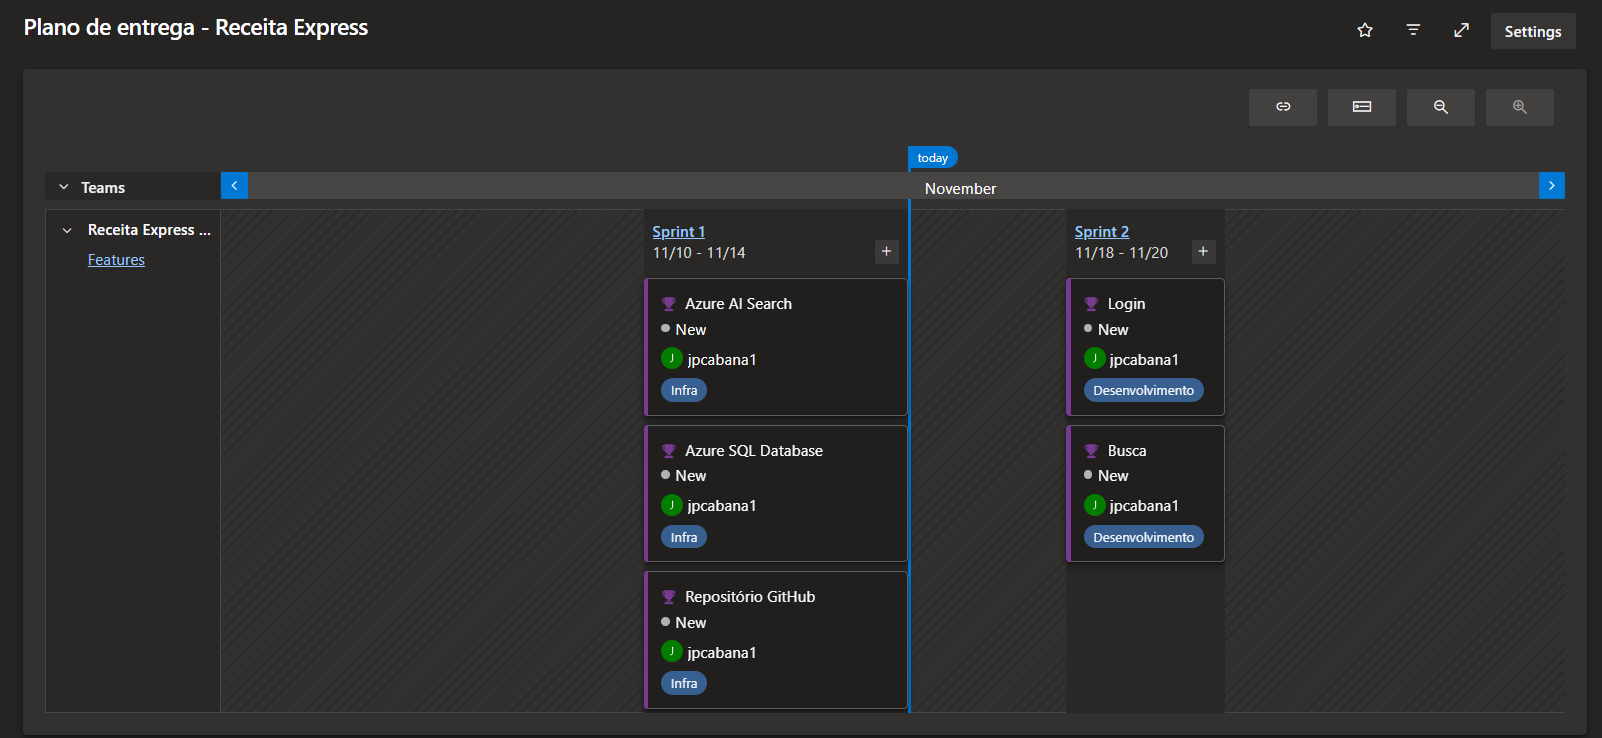 Plano de entrega - Receita Express
Settings
today
Teams
November
Receita Express ...
Features
Sprint 1
11/10 - 11/14
Azure AI Search
New
J jpcabana1
Infra
Azure SQL Database
New
J jpcabana1
Infra
Repositório GitHub
New
J jpcabana1
Infra
Sprint 2
11/18 - 11/20
Login
New
J jpcabana1
Desenvolvimento
Busca
New
J jpcabana1
Desenvolvimento